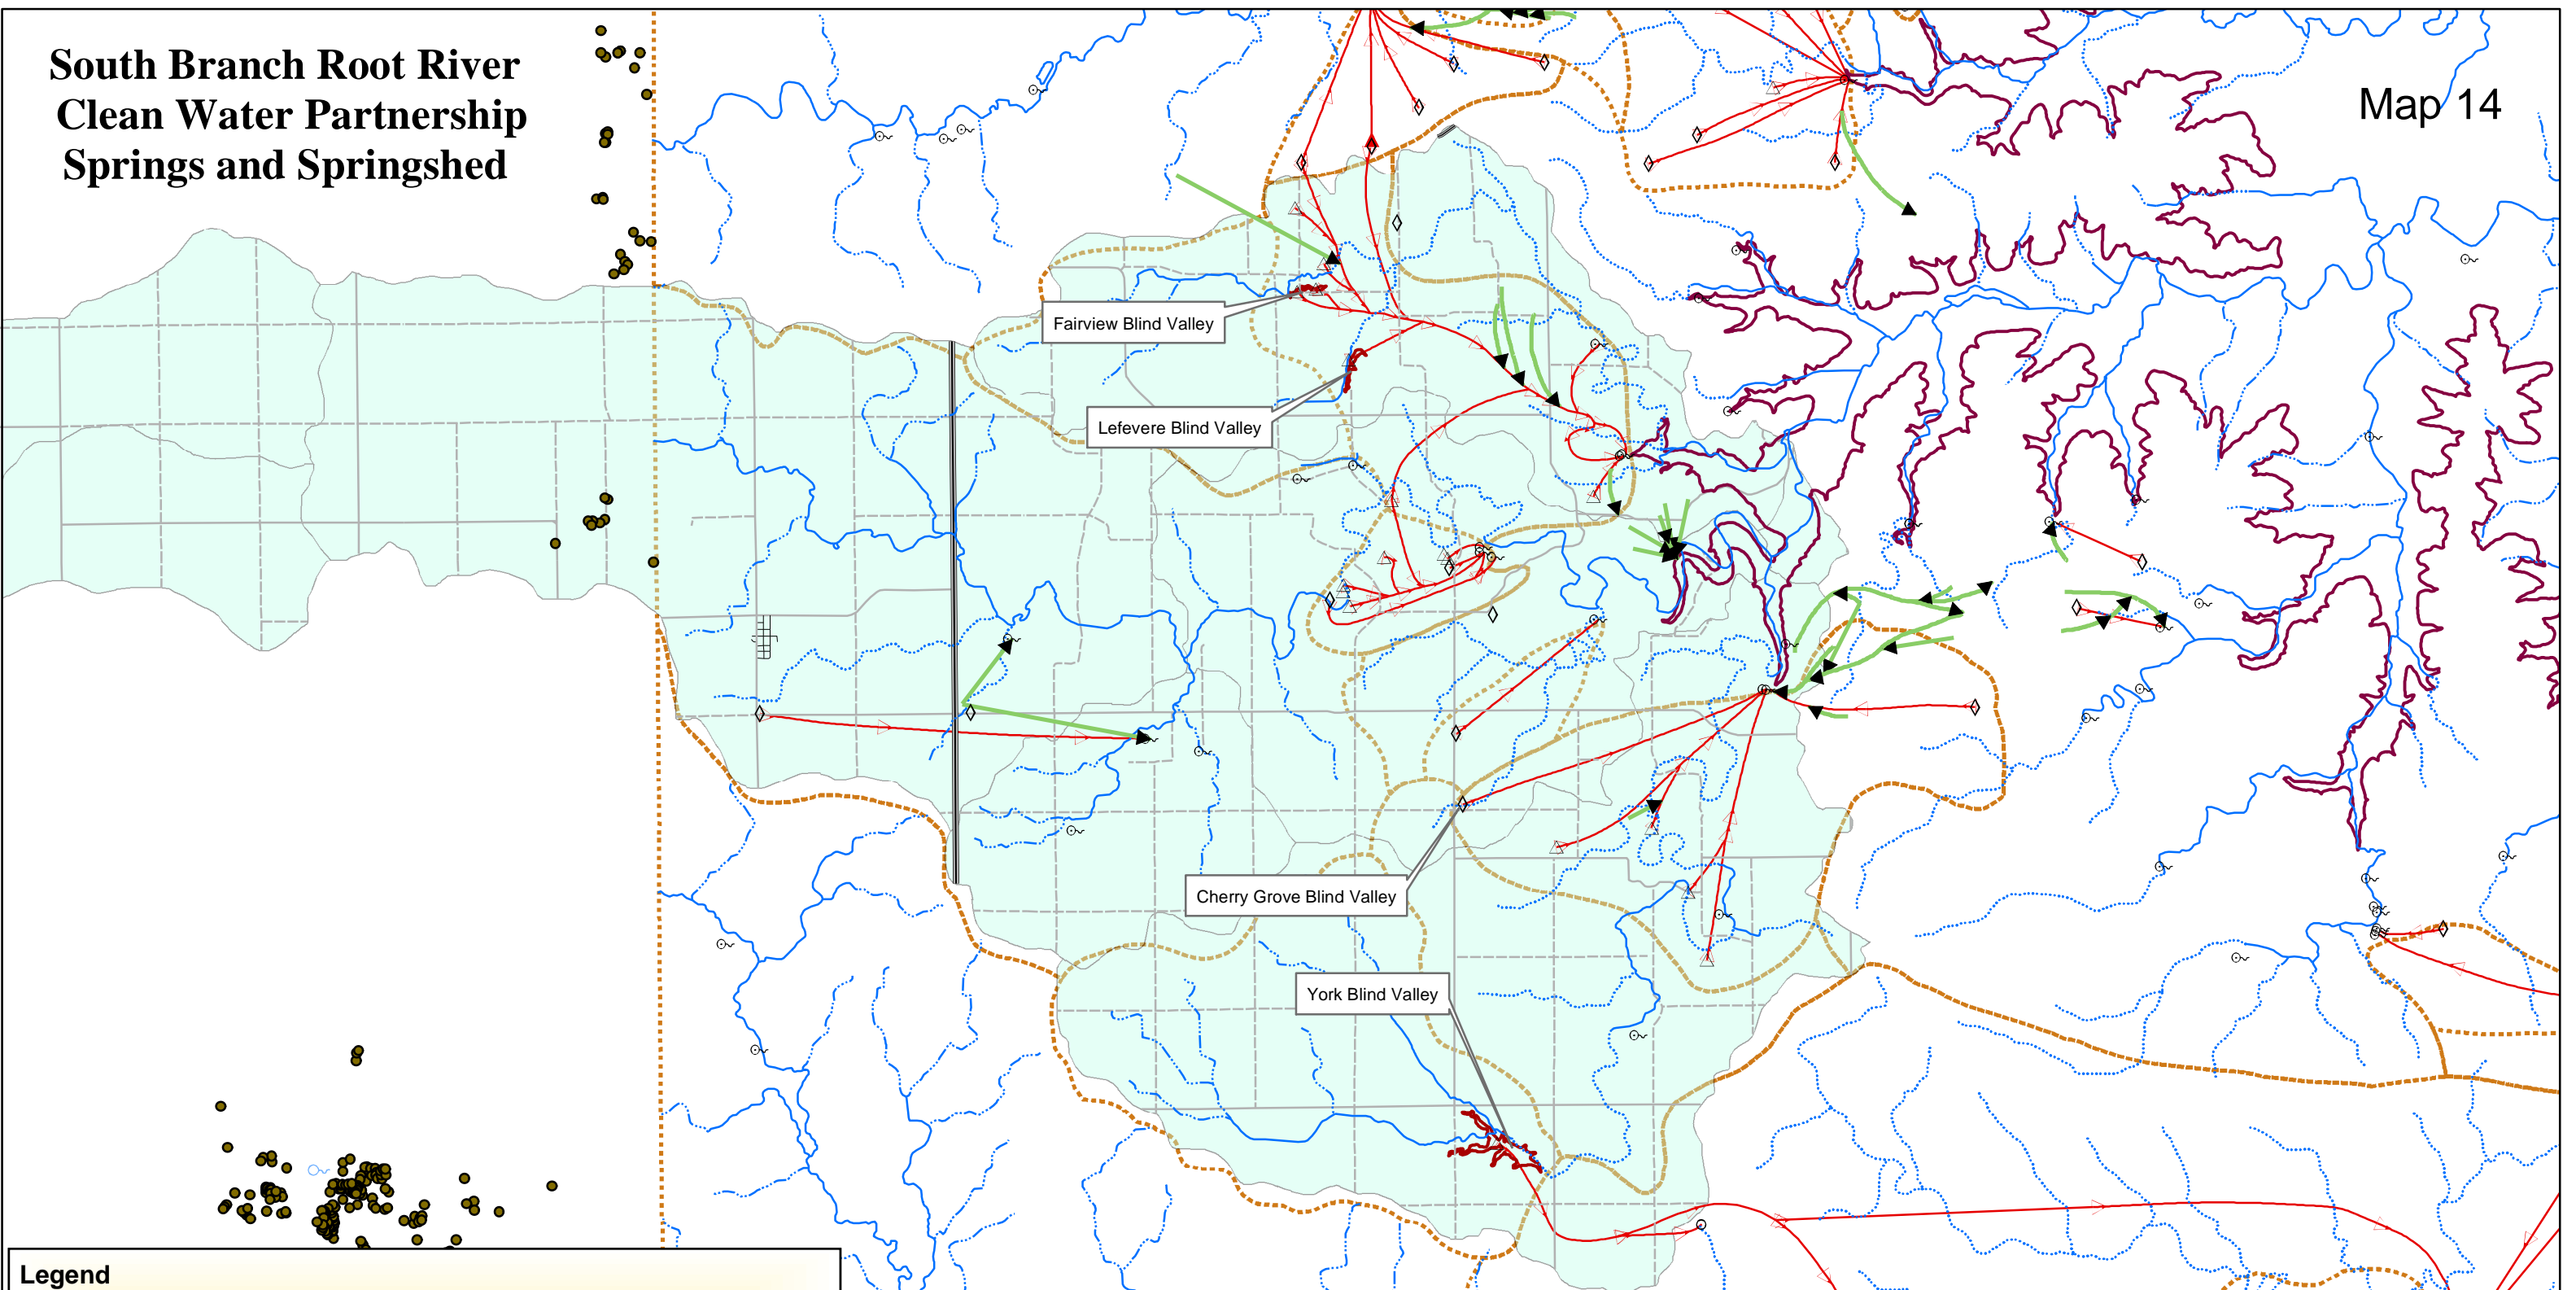 South Branch Root River
Clean Water Partnership
Springs and Springshed
Map 14
Fairview Blind Valley
Lefevere Blind Valley
Cherry Grove Blind Valley
York Blind Valley
Legend